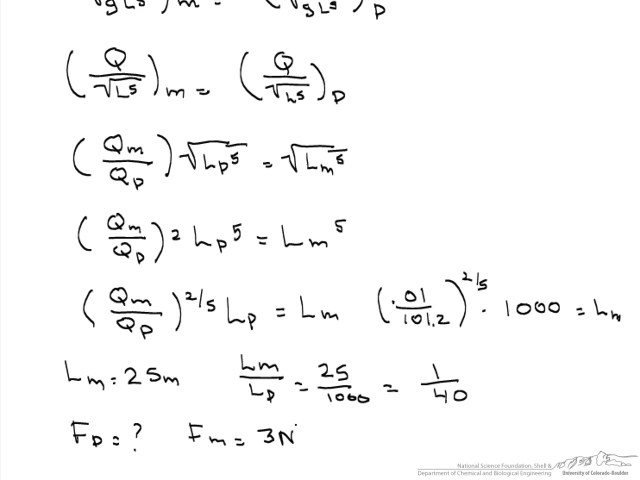 √gL⁵)m = (√gL⁵)p
(Q/√L⁵)m = (Q/√L⁵)p
(Qm/Qp)√Lp⁵ = √Lm⁵
(Qm/Qp)² Lp⁵ = Lm⁵
(Qm/Qp)^2/5 Lp = Lm (.01/101.2)^2/5 · 1000 = Lm
Lm = 25m Lm/Lp = 25/1000 = 1/40
Fp = ? Fm = 3N
National Science Foundation, Shell &
Department of Chemical and Biological Engineering
University of Colorado-Boulder